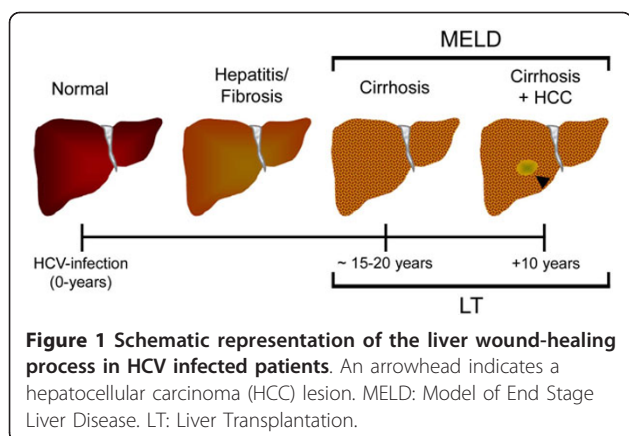 MELD
Normal
Hepatitis/
Fibrosis
Cirrhosis
Cirrhosis
+ HCC
HCV-infection
(0-years)
~ 15-20 years
+10 years
LT
Figure 1 Schematic representation of the liver wound-healing
process in HCV infected patients. An arrowhead indicates a
hepatocellular carcinoma (HCC) lesion. MELD: Model of End Stage
Liver Disease. LT: Liver Transplantation.